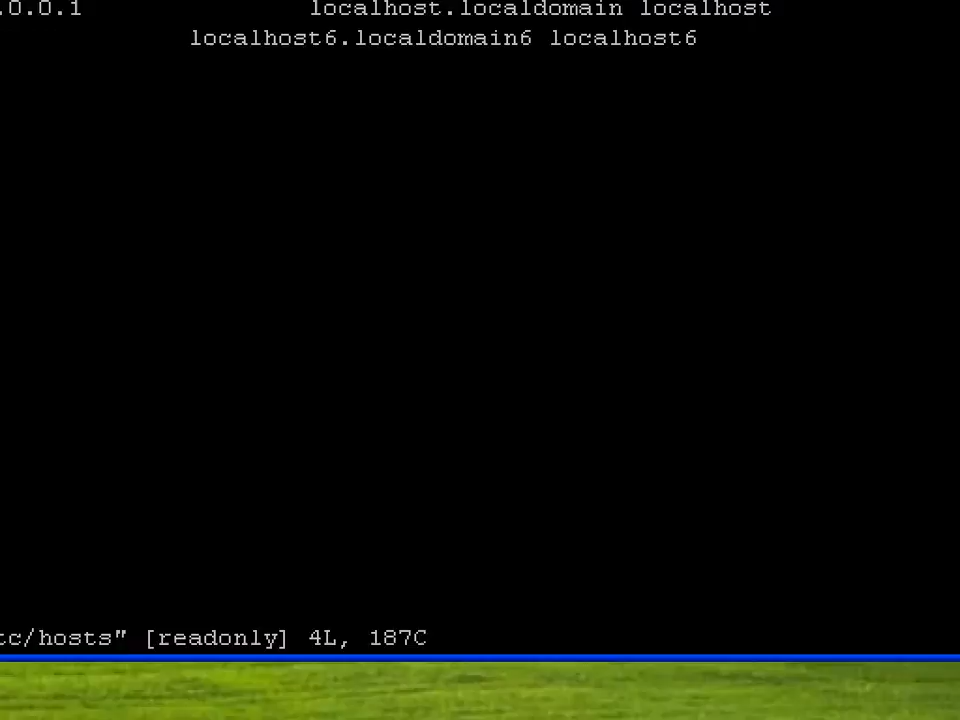 .0.0.1 localhost.localdomain localhost
localhost6.localdomain6 localhost6
tc/hosts" [readonly] 4L, 187C